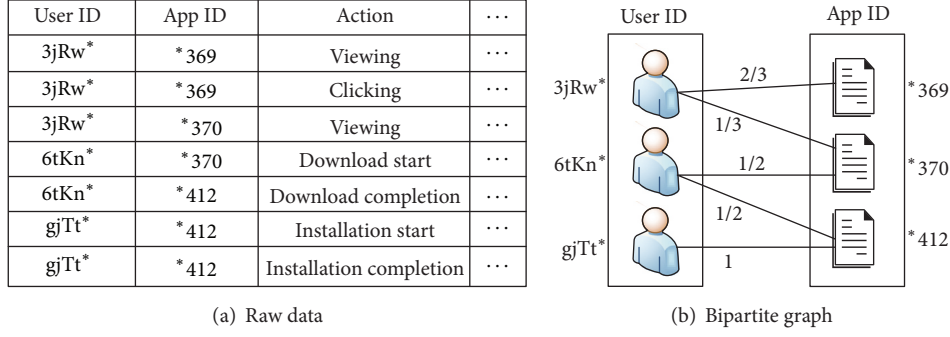 User ID App ID Action ⋯
3jRw* *369 Viewing ⋯
3jRw* *369 Clicking ⋯
3jRw* *370 Viewing ⋯
6tKn* *370 Download start ⋯
6tKn* *412 Download completion ⋯
gjTt* *412 Installation start ⋯
gjTt* *412 Installation completion ⋯
(a) Raw data
User ID App ID
3jRw* 2/3 *369
1/3
6tKn* 1/2 *370
1/2
gjTt* 1 *412
(b) Bipartite graph